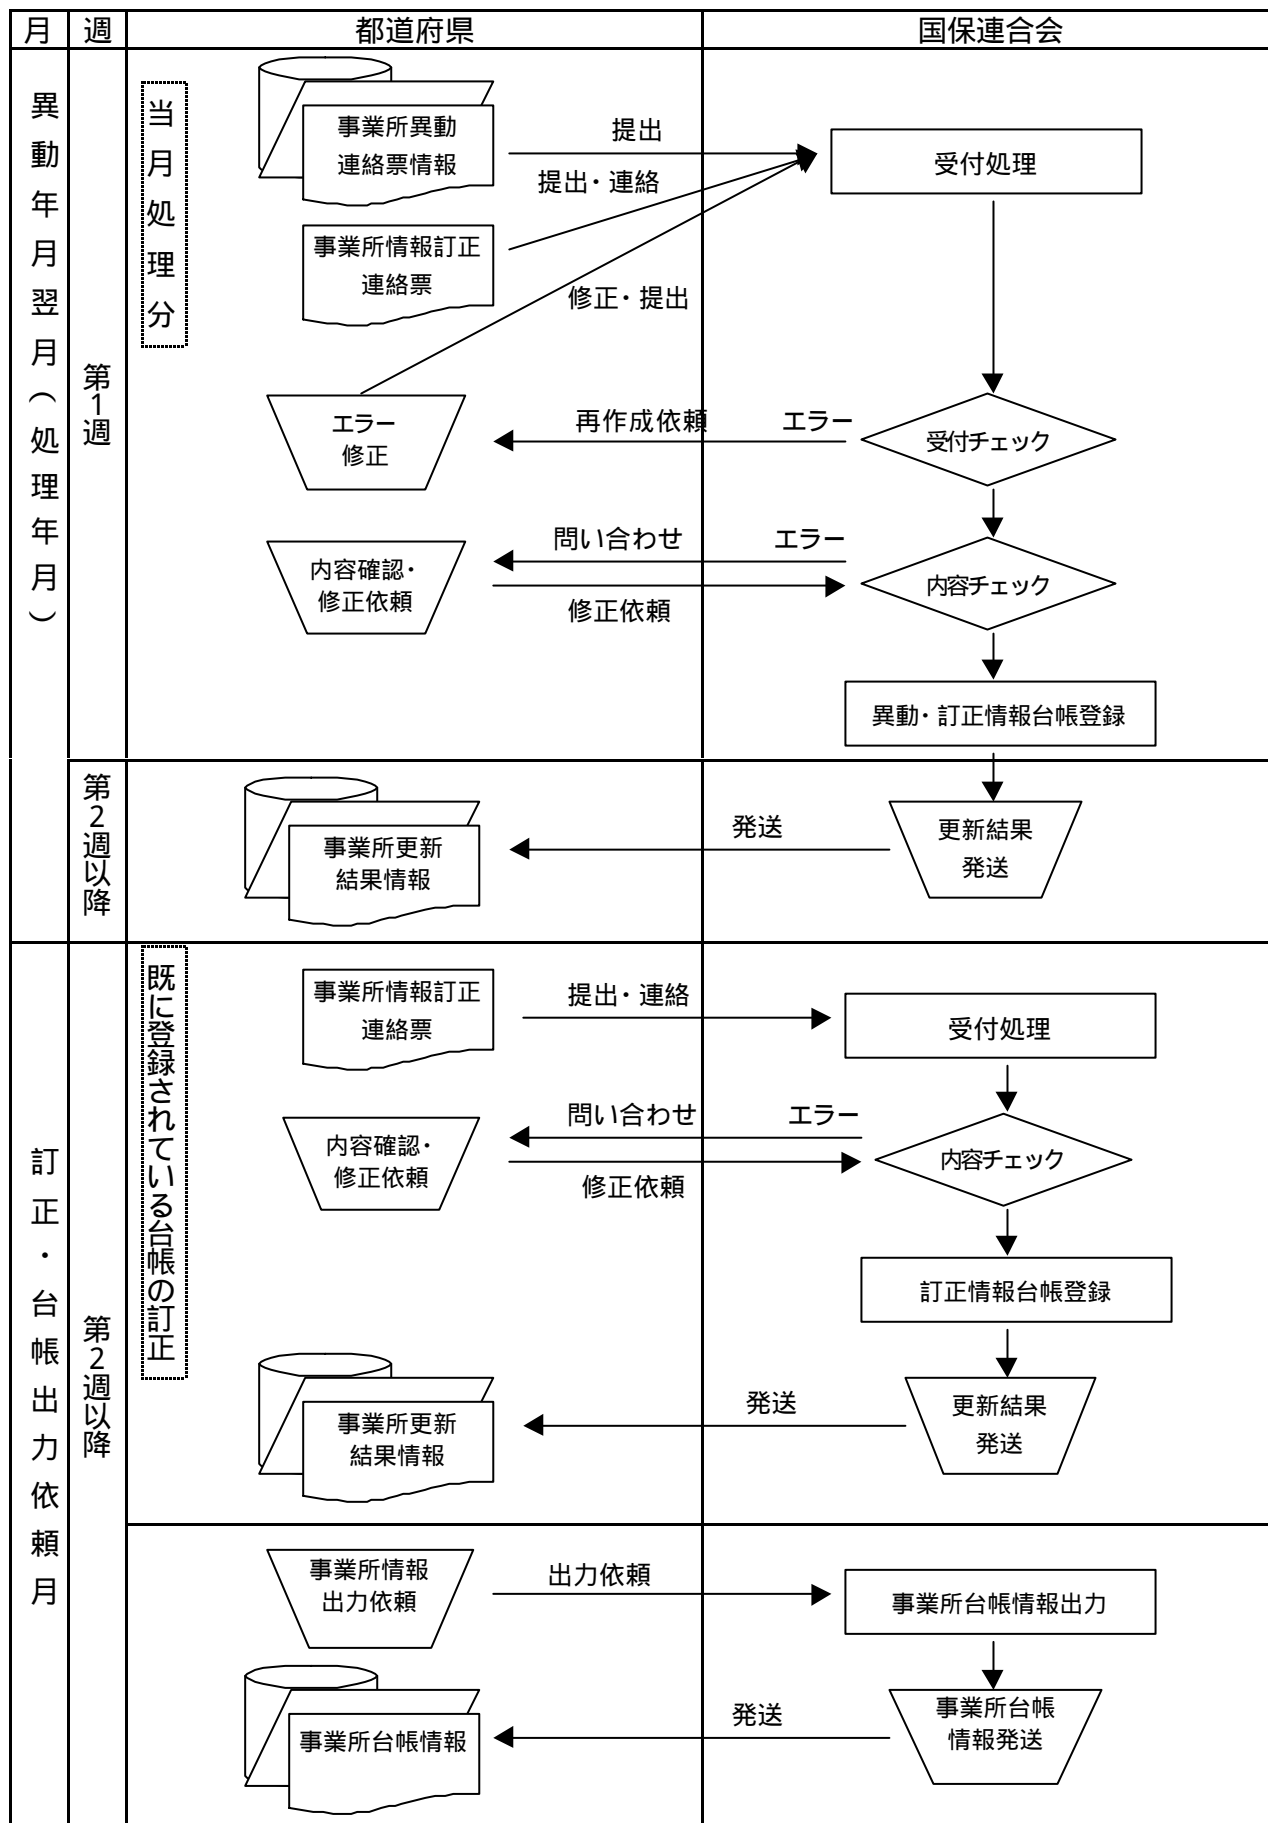 月
週
都道府県
国保連合会
異動年月翌月(処理年月)
第1週
当月処理分
事業所異動
連絡票情報
提出
受付処理
提出・連絡
事業所情報訂正
連絡票
修正・提出
エラー
修正
再作成依頼
エラー
受付チェック
内容確認・
修正依頼
問い合わせ
エラー
修正依頼
内容チェック
異動・訂正情報台帳登録
第2週以降
事業所更新
結果情報
発送
更新結果
発送
訂正・台帳出力依頼月
第2週以降
既に登録されている台帳の訂正
事業所情報訂正
連絡票
提出・連絡
受付処理
内容確認・
修正依頼
問い合わせ
エラー
修正依頼
内容チェック
訂正情報台帳登録
事業所更新
結果情報
発送
更新結果
発送
事業所情報
出力依頼
出力依頼
事業所台帳情報出力
事業所台帳情報
発送
事業所台帳
情報発送